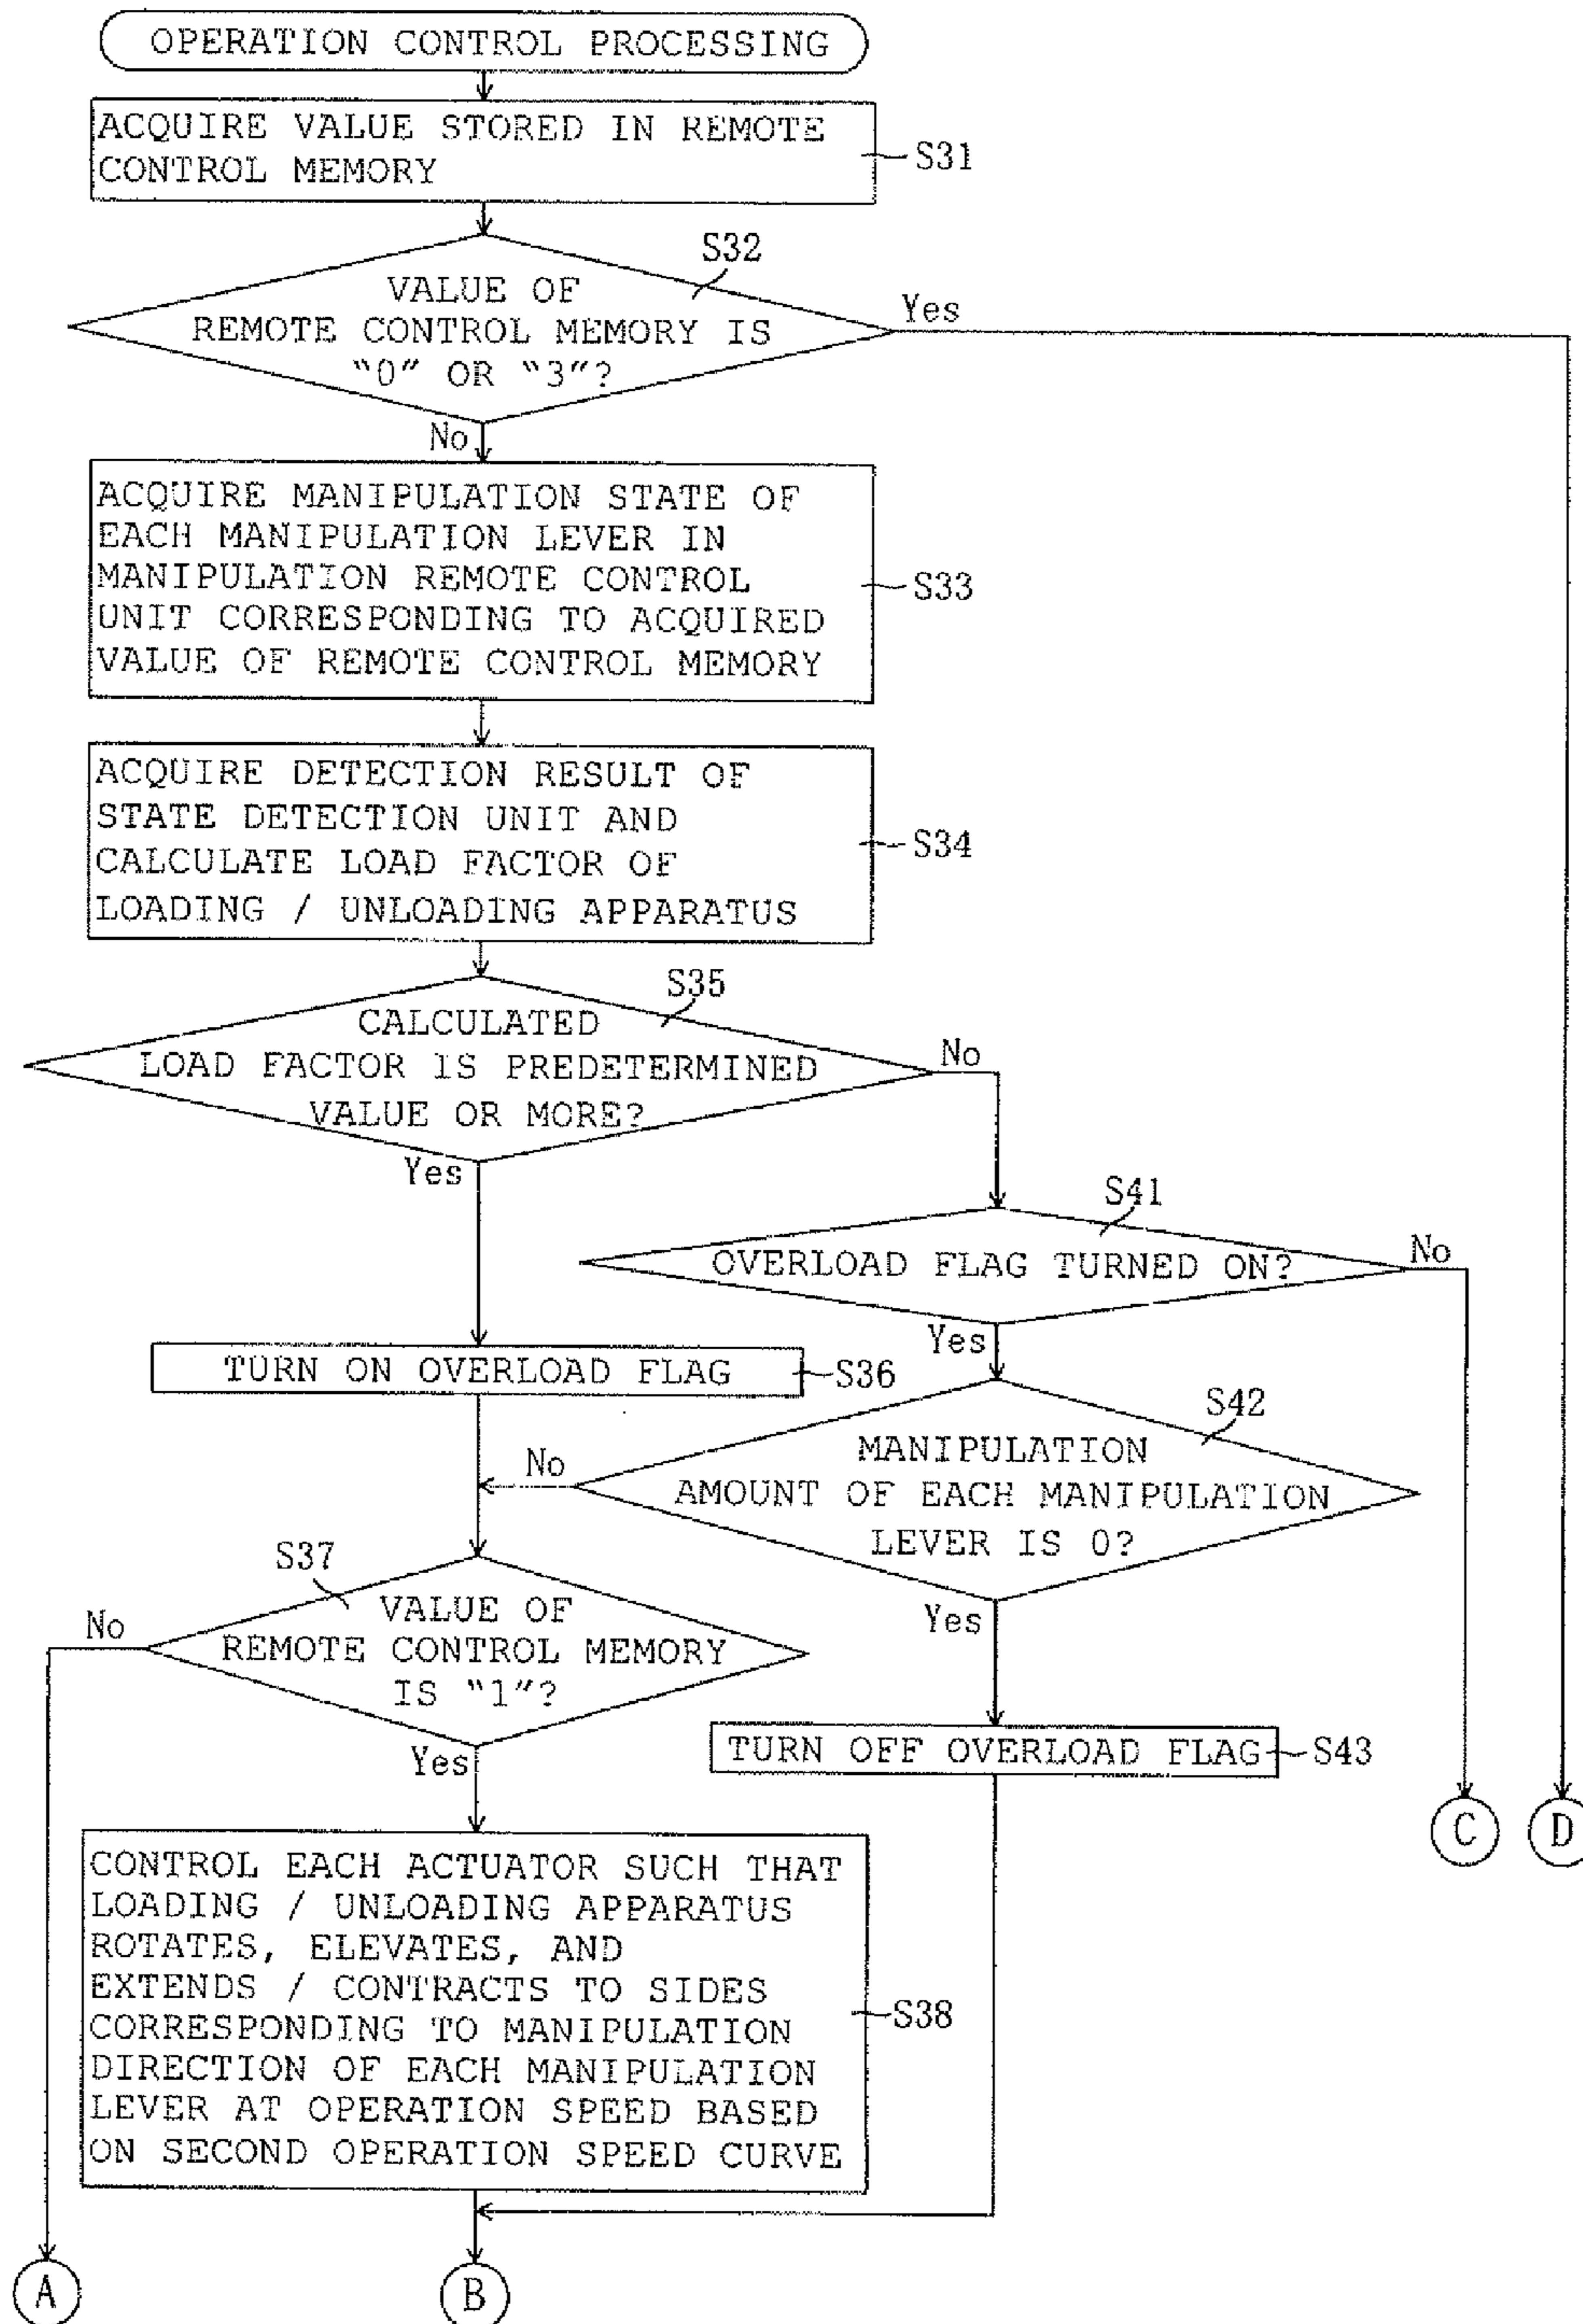 OPERATION CONTROL PROCESSING
ACQUIRE VALUE STORED IN REMOTE
CONTROL MEMORY
S31
S32
VALUE OF
REMOTE CONTROL MEMORY IS
"0" OR "3"?
Yes
No
ACQUIRE MANIPULATION STATE OF
EACH MANIPULATION LEVER IN
MANIPULATION REMOTE CONTROL
UNIT CORRESPONDING TO ACQUIRED
VALUE OF REMOTE CONTROL MEMORY
S33
ACQUIRE DETECTION RESULT OF
STATE DETECTION UNIT AND
CALCULATE LOAD FACTOR OF
LOADING / UNLOADING APPARATUS
S34
S35
CALCULATED
LOAD FACTOR IS PREDETERMINED
VALUE OR MORE?
No
Yes
S41
OVERLOAD FLAG TURNED ON?
No
Yes
TURN ON OVERLOAD FLAG
S36
S42
MANIPULATION
AMOUNT OF EACH MANIPULATION
LEVER IS 0?
No
Yes
S37
VALUE OF
REMOTE CONTROL MEMORY
IS "1"?
No
Yes
TURN OFF OVERLOAD FLAG
S43
C
D
CONTROL EACH ACTUATOR SUCH THAT
LOADING / UNLOADING APPARATUS
ROTATES, ELEVATES, AND
EXTENDS / CONTRACTS TO SIDES
CORRESPONDING TO MANIPULATION
DIRECTION OF EACH MANIPULATION
LEVER AT OPERATION SPEED BASED
ON SECOND OPERATION SPEED CURVE
S38
A
B